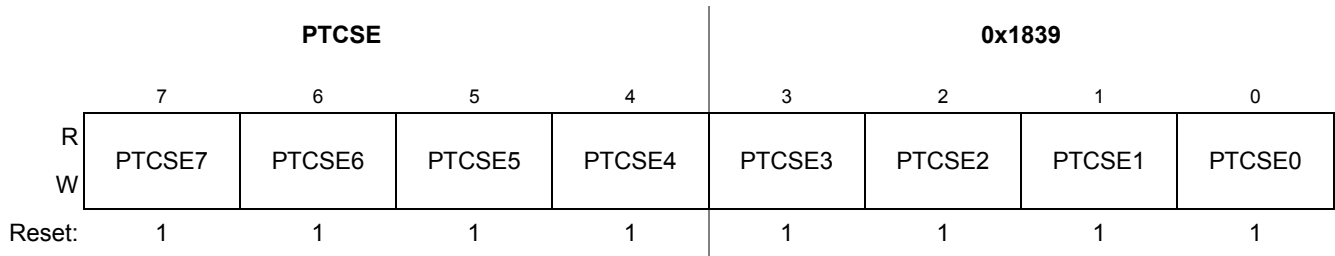 PTCSE 0x1839
7 6 5 4 3 2 1 0
R
PTCSE7 PTCSE6 PTCSE5 PTCSE4 PTCSE3 PTCSE2 PTCSE1 PTCSE0
W
Reset: 1 1 1 1 1 1 1 1